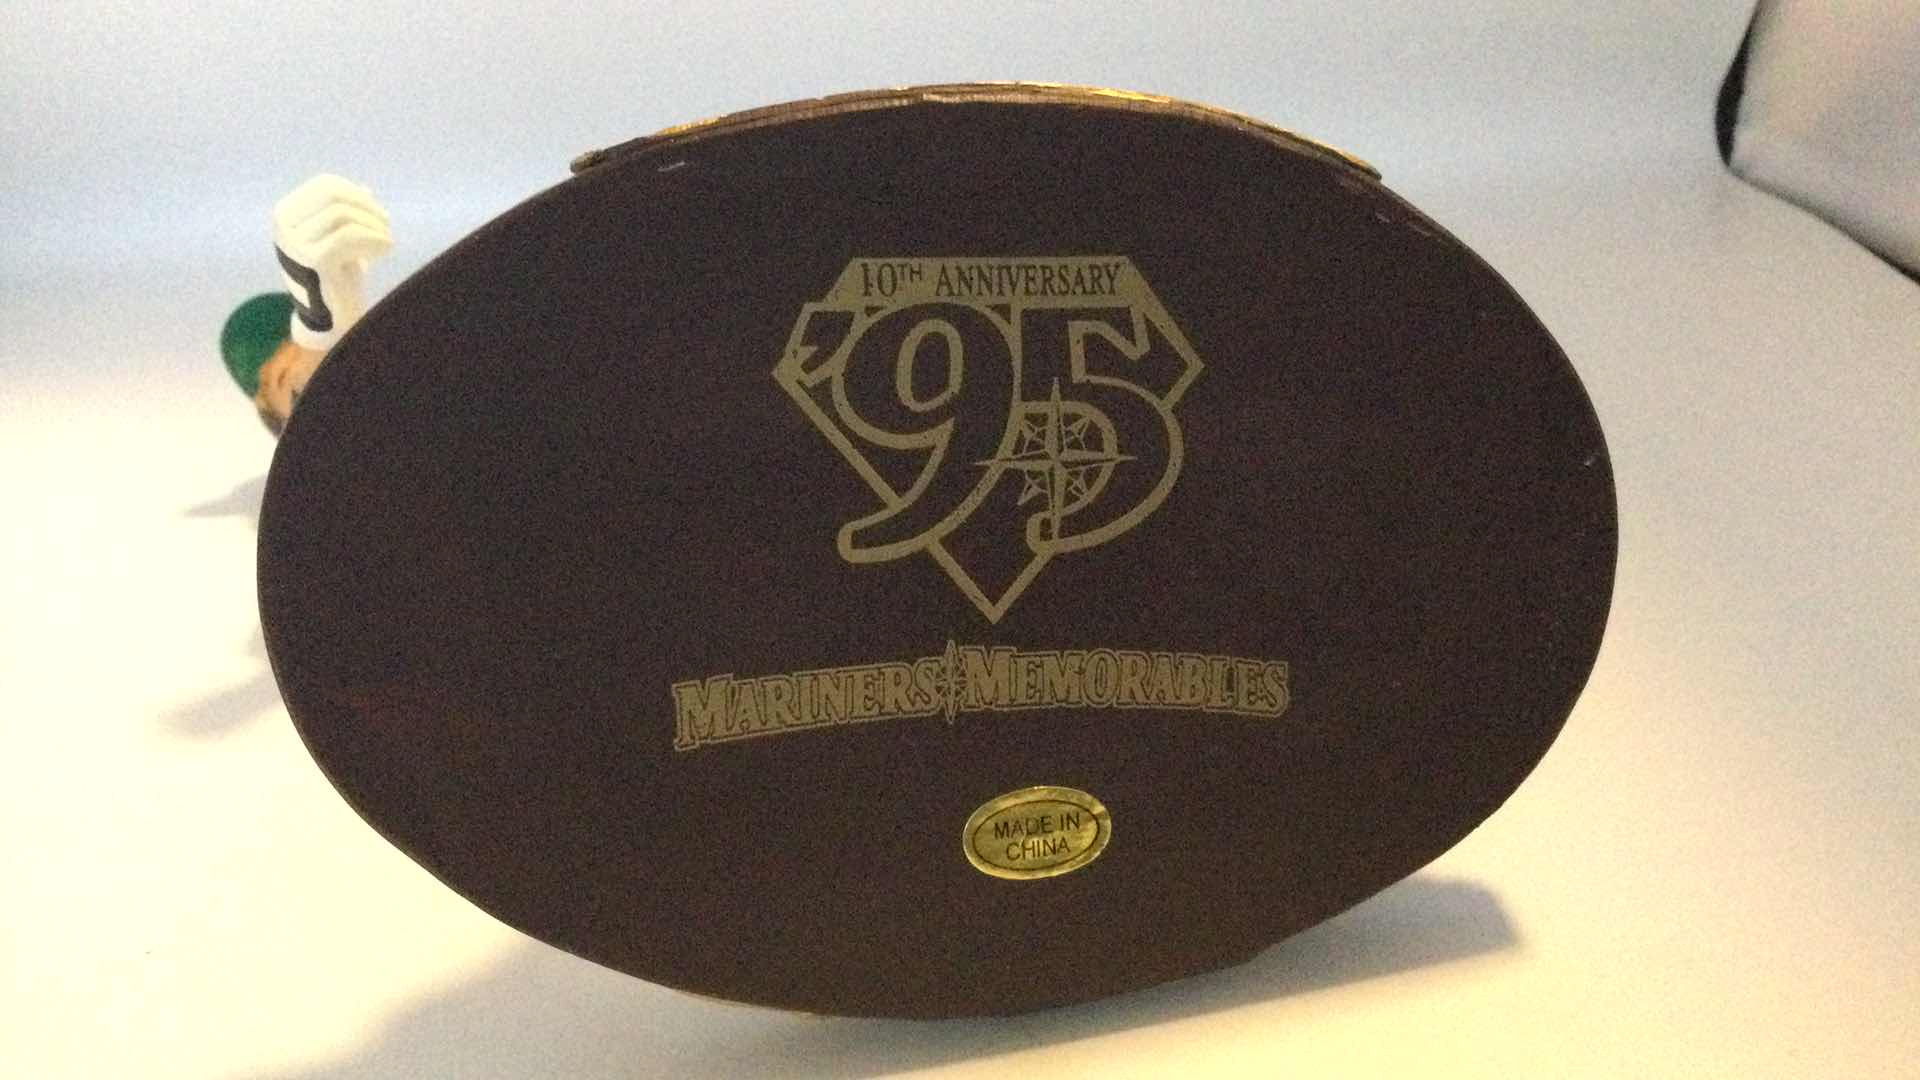 10TH ANNIVERSARY
'95
MARINERS MEMORABLES
MADE IN
CHINA